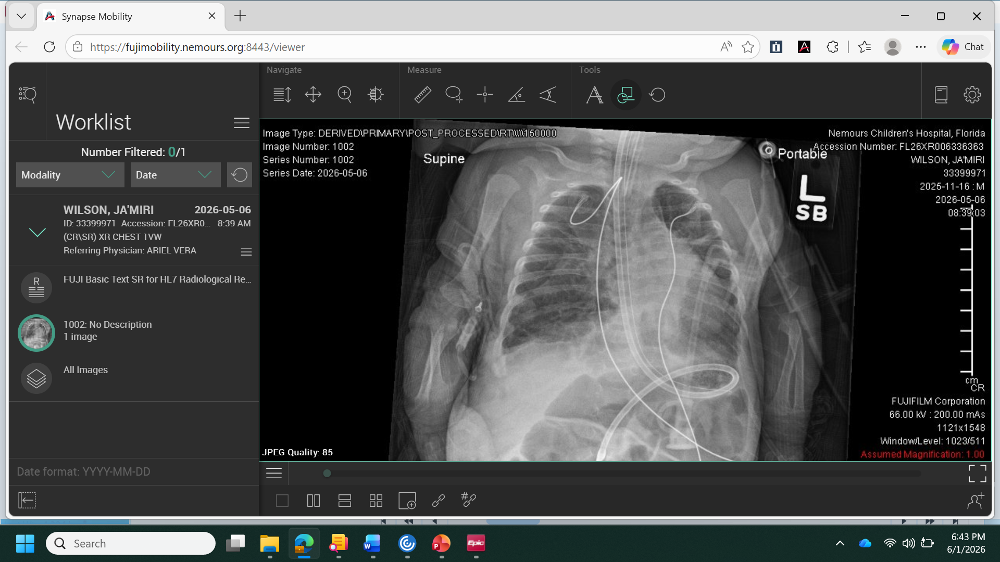 Synapse Mobility
https://fujimobility.nemours.org:8443/viewer
Chat
Navigate
Measure
Tools
Worklist
Number Filtered: 0/1
Modality
Date
WILSON, JA'MIRI 2026-05-06
ID: 33399971 Accession: FL26XR0... 8:39 AM
(CR\SR) XR CHEST 1VW
Referring Physician: ARIEL VERA
R
FUJI Basic Text SR for HL7 Radiological Re...
1002: No Description
1 image
All Images
Date format: YYYY-MM-DD
Image Type: DERIVED\PRIMARY\POST_PROCESSED\RT\\\\\150000
Image Number: 1002
Series Number: 1002
Series Date: 2026-05-06
Supine
Portable
L
SB
Nemours Children's Hospital, Florida
Accession Number: FL26XR006336363
WILSON, JA'MIRI
33399971
2025-11-16 : M
2026-05-06
08:39:03
cm
CR
FUJIFILM Corporation
66.00 kV : 200.00 mAs
1121x1548
Window/Level: 1023/511
Assumed Magnification: 1.00
JPEG Quality: 85
Search
Epic
6:43 PM
6/1/2026